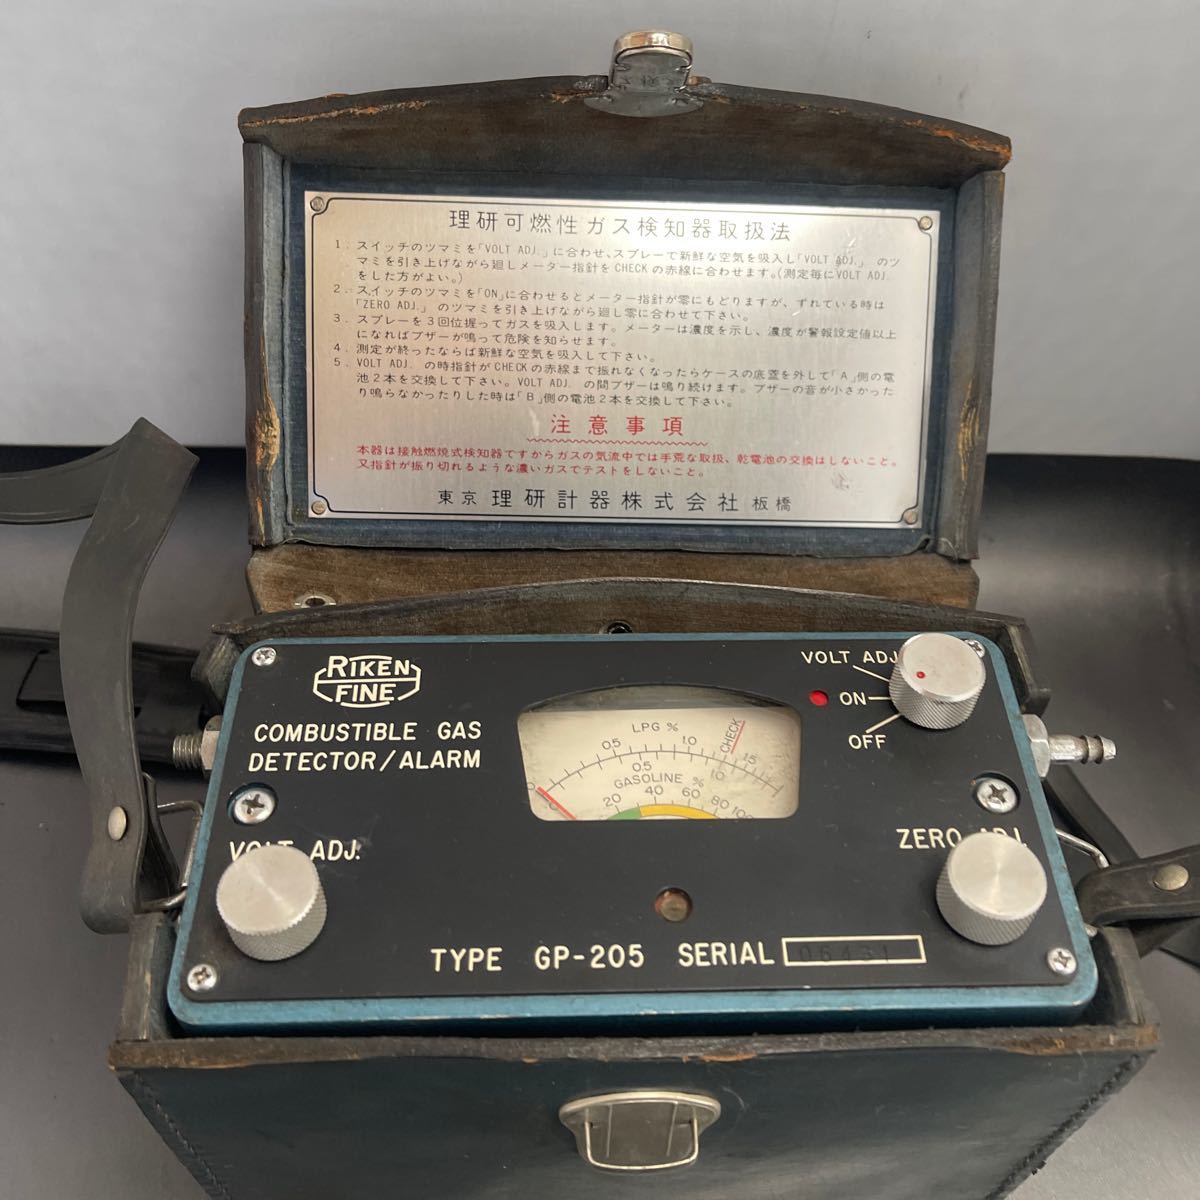 理研可燃性ガス検知器取扱法
1. スイッチのツマミを「VOLT ADJ.」に合わせ、スプレーで新鮮な空気を吸入し「VOLT ADJ.」のツ
マミを引き上げながら廻しメーター指針をCHECKの赤線に合わせます。(測定毎にVOLT ADJ.
をした方がよい。)
2. スイッチのツマミを「ON」に合わせるとメーター指針が零にもどりますが、ずれている時は
「ZERO ADJ.」のツマミを引き上げながら廻し零に合わせて下さい。
3. スプレーを3回位握ってガスを吸入します。メーターは濃度を示し、濃度が警報設定値以上
になればブザーが鳴って危険を知らせます。
4. 測定が終ったならば新鮮な空気を吸入して下さい。
5. VOLT ADJ. の時指針がCHECKの赤線まで振れなくなったらケースの底蓋を外して「A」側の電
池2本を交換して下さい。VOLT ADJ. の間ブザーは鳴り続けます。ブザーの音が小さかった
り鳴らなかったりした時は「B」側の電池2本を交換して下さい。
注意事項
本器は接触燃焼式検知器ですからガスの気流中では手荒な取扱、乾電池の交換はしないこと。
又指針が振り切れるような濃いガスでテストをしないこと。
東京 理研計器株式会社 板橋
RIKEN
FINE
COMBUSTIBLE GAS
DETECTOR/ALARM
VOLT ADJ.
ON
OFF
LPG %
CHECK
0.5 1.0 1.5
0.5 1.0
GASOLINE %
20 40 60 80 100
VOLT ADJ.
ZERO ADJ.
TYPE GP-205 SERIAL 06431